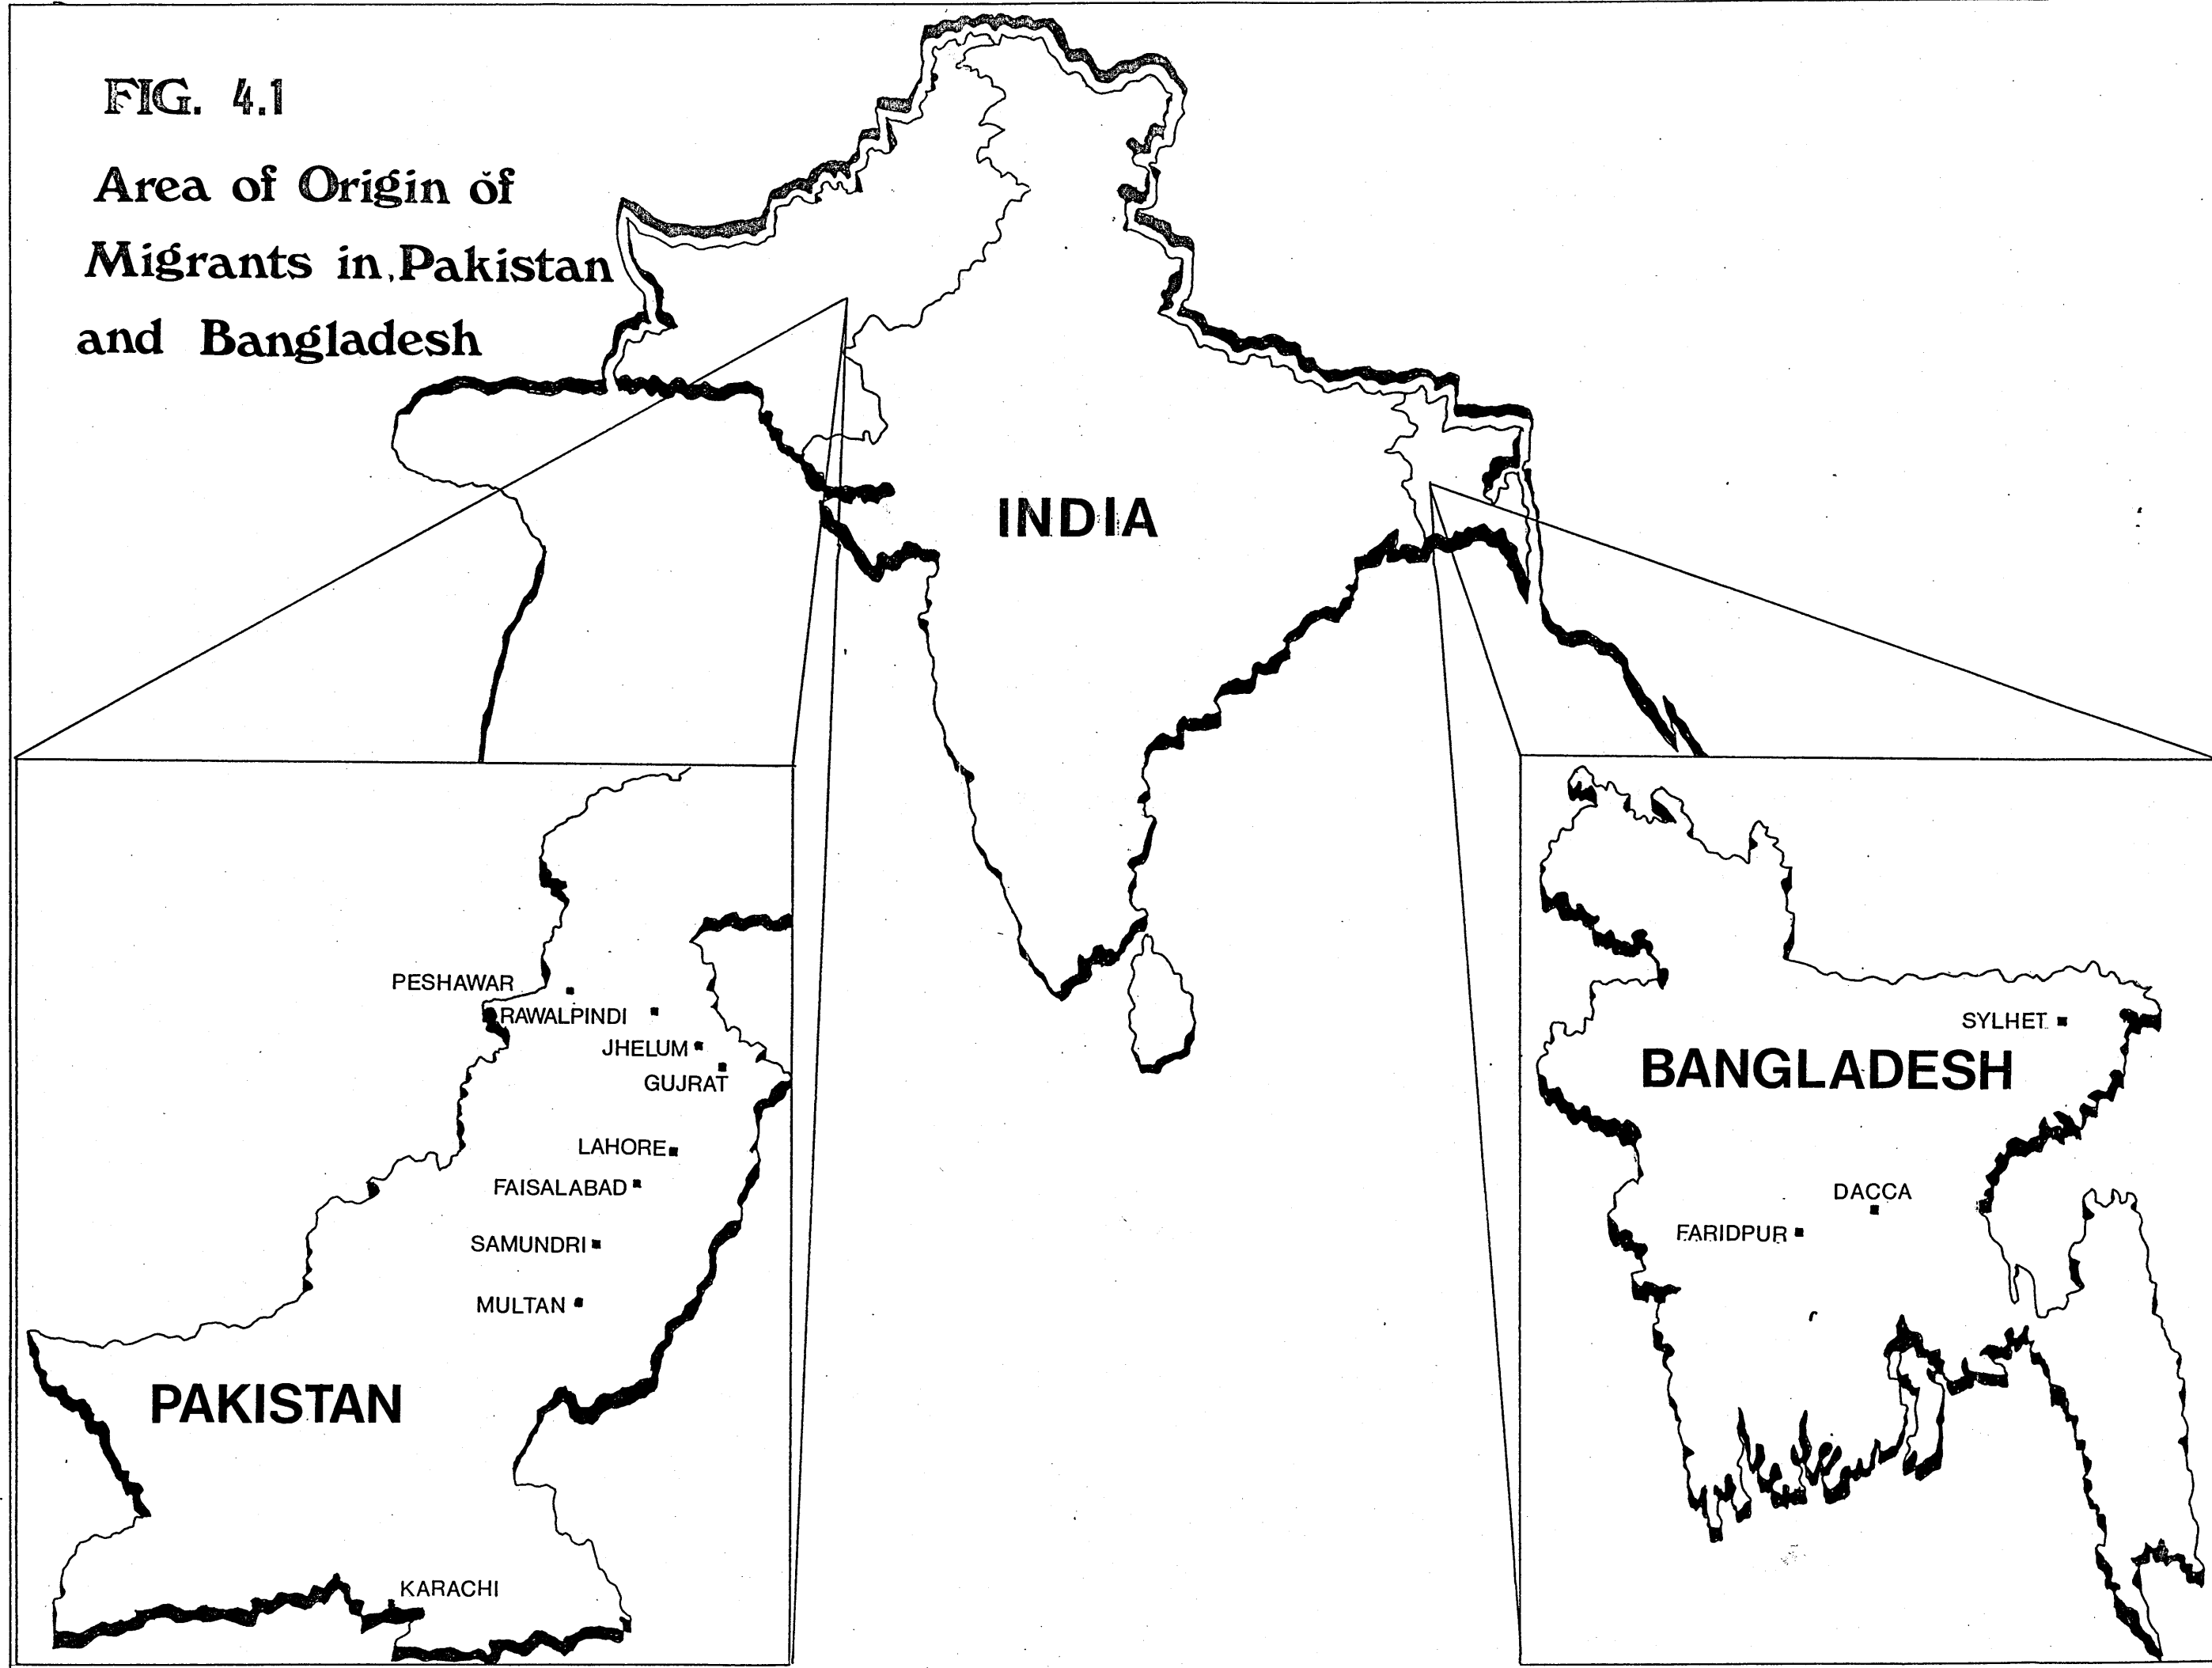 FIG. 4.1
Area of Origin of
Migrants in Pakistan
and Bangladesh
INDIA
PESHAWAR
RAWALPINDI
JHELUM
GUJRAT
LAHORE
FAISALABAD
SAMUNDRI
MULTAN
PAKISTAN
KARACHI
SYLHET
BANGLADESH
DACCA
FARIDPUR